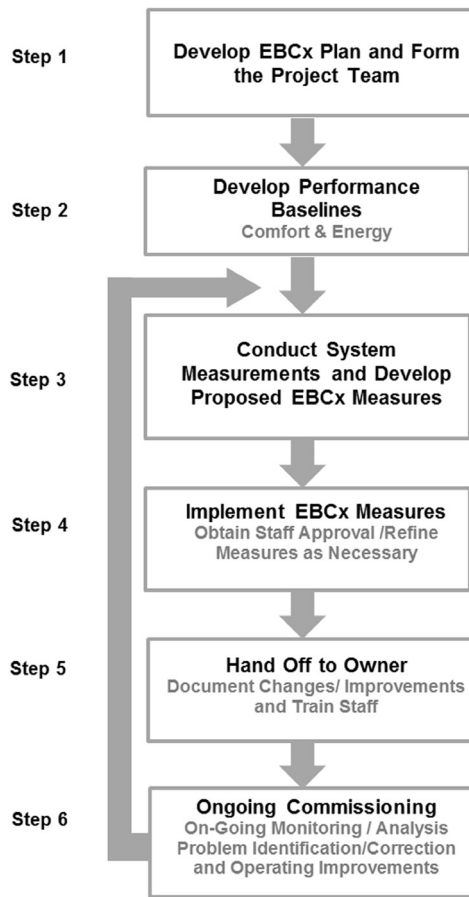 Step 1
Develop EBCx Plan and Form
the Project Team
Step 2
Develop Performance
Baselines
Comfort & Energy
Step 3
Conduct System
Measurements and Develop
Proposed EBCx Measures
Step 4
Implement EBCx Measures
Obtain Staff Approval /Refine
Measures as Necessary
Step 5
Hand Off to Owner
Document Changes/ Improvements
and Train Staff
Step 6
Ongoing Commissioning
On-Going Monitoring / Analysis
Problem Identification/Correction
and Operating Improvements